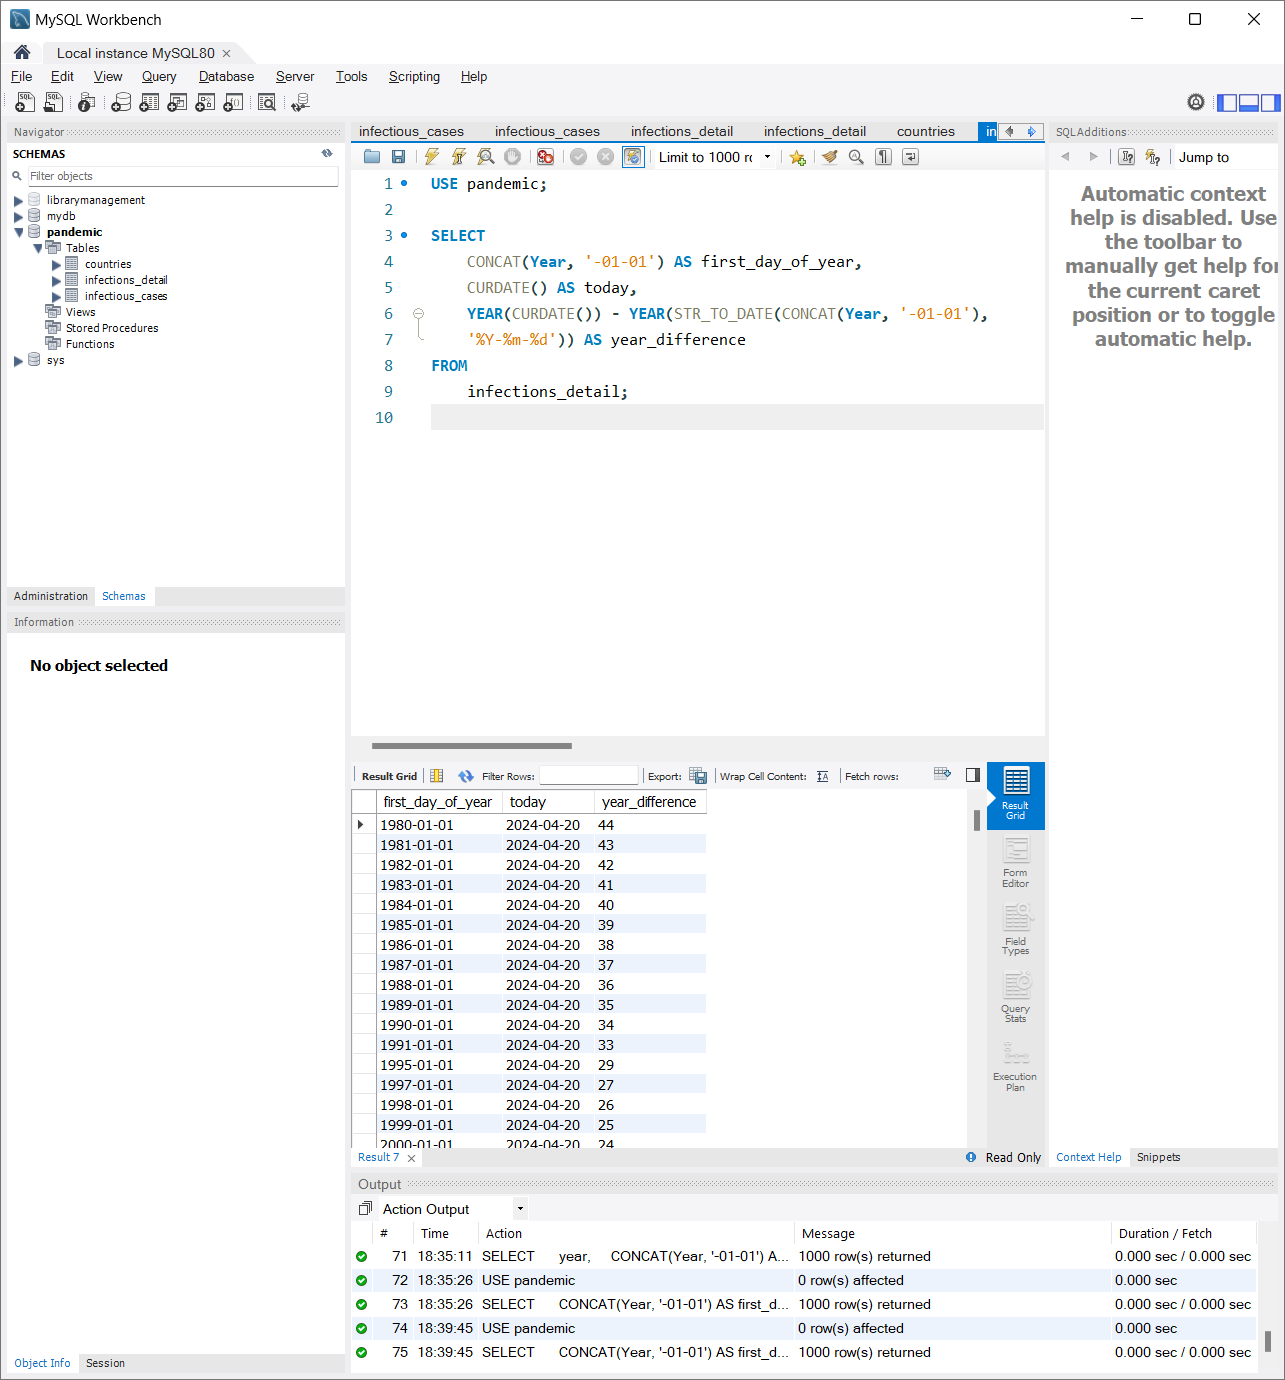 MySQL Workbench
Local instance MySQL80
File Edit View Query Database Server Tools Scripting Help
Navigator
SCHEMAS
Filter objects
librarymanagement
mydb
pandemic
Tables
countries
infections_detail
infectious_cases
Views
Stored Procedures
Functions
sys
Administration Schemas
Information
No object selected
Object Info Session
infectious_cases infectious_cases infections_detail infections_detail countries in
Limit to 1000 rc
1 USE pandemic;
2
3 SELECT
4 CONCAT(Year, '-01-01') AS first_day_of_year,
5 CURDATE() AS today,
6 YEAR(CURDATE()) - YEAR(STR_TO_DATE(CONCAT(Year, '-01-01'),
7 '%Y-%m-%d')) AS year_difference
8 FROM
9 infections_detail;
10
Result Grid Filter Rows: Export: Wrap Cell Content: Fetch rows:
first_day_of_year today year_difference
1980-01-01 2024-04-20 44
1981-01-01 2024-04-20 43
1982-01-01 2024-04-20 42
1983-01-01 2024-04-20 41
1984-01-01 2024-04-20 40
1985-01-01 2024-04-20 39
1986-01-01 2024-04-20 38
1987-01-01 2024-04-20 37
1988-01-01 2024-04-20 36
1989-01-01 2024-04-20 35
1990-01-01 2024-04-20 34
1991-01-01 2024-04-20 33
1995-01-01 2024-04-20 29
1997-01-01 2024-04-20 27
1998-01-01 2024-04-20 26
1999-01-01 2024-04-20 25
2000-01-01 2024-04-20 24
Result
Grid
Form
Editor
Field
Types
Query
Stats
Execution
Plan
Result 7 Read Only
SQLAdditions
Jump to
Automatic context
help is disabled. Use
the toolbar to
manually get help for
the current caret
position or to toggle
automatic help.
Context Help Snippets
Output
Action Output
# Time Action Message Duration / Fetch
71 18:35:11 SELECT year, CONCAT(Year, '-01-01') A... 1000 row(s) returned 0.000 sec / 0.000 sec
72 18:35:26 USE pandemic 0 row(s) affected 0.000 sec
73 18:35:26 SELECT CONCAT(Year, '-01-01') AS first_d... 1000 row(s) returned 0.000 sec / 0.000 sec
74 18:39:45 USE pandemic 0 row(s) affected 0.000 sec
75 18:39:45 SELECT CONCAT(Year, '-01-01') AS first_d... 1000 row(s) returned 0.000 sec / 0.000 sec